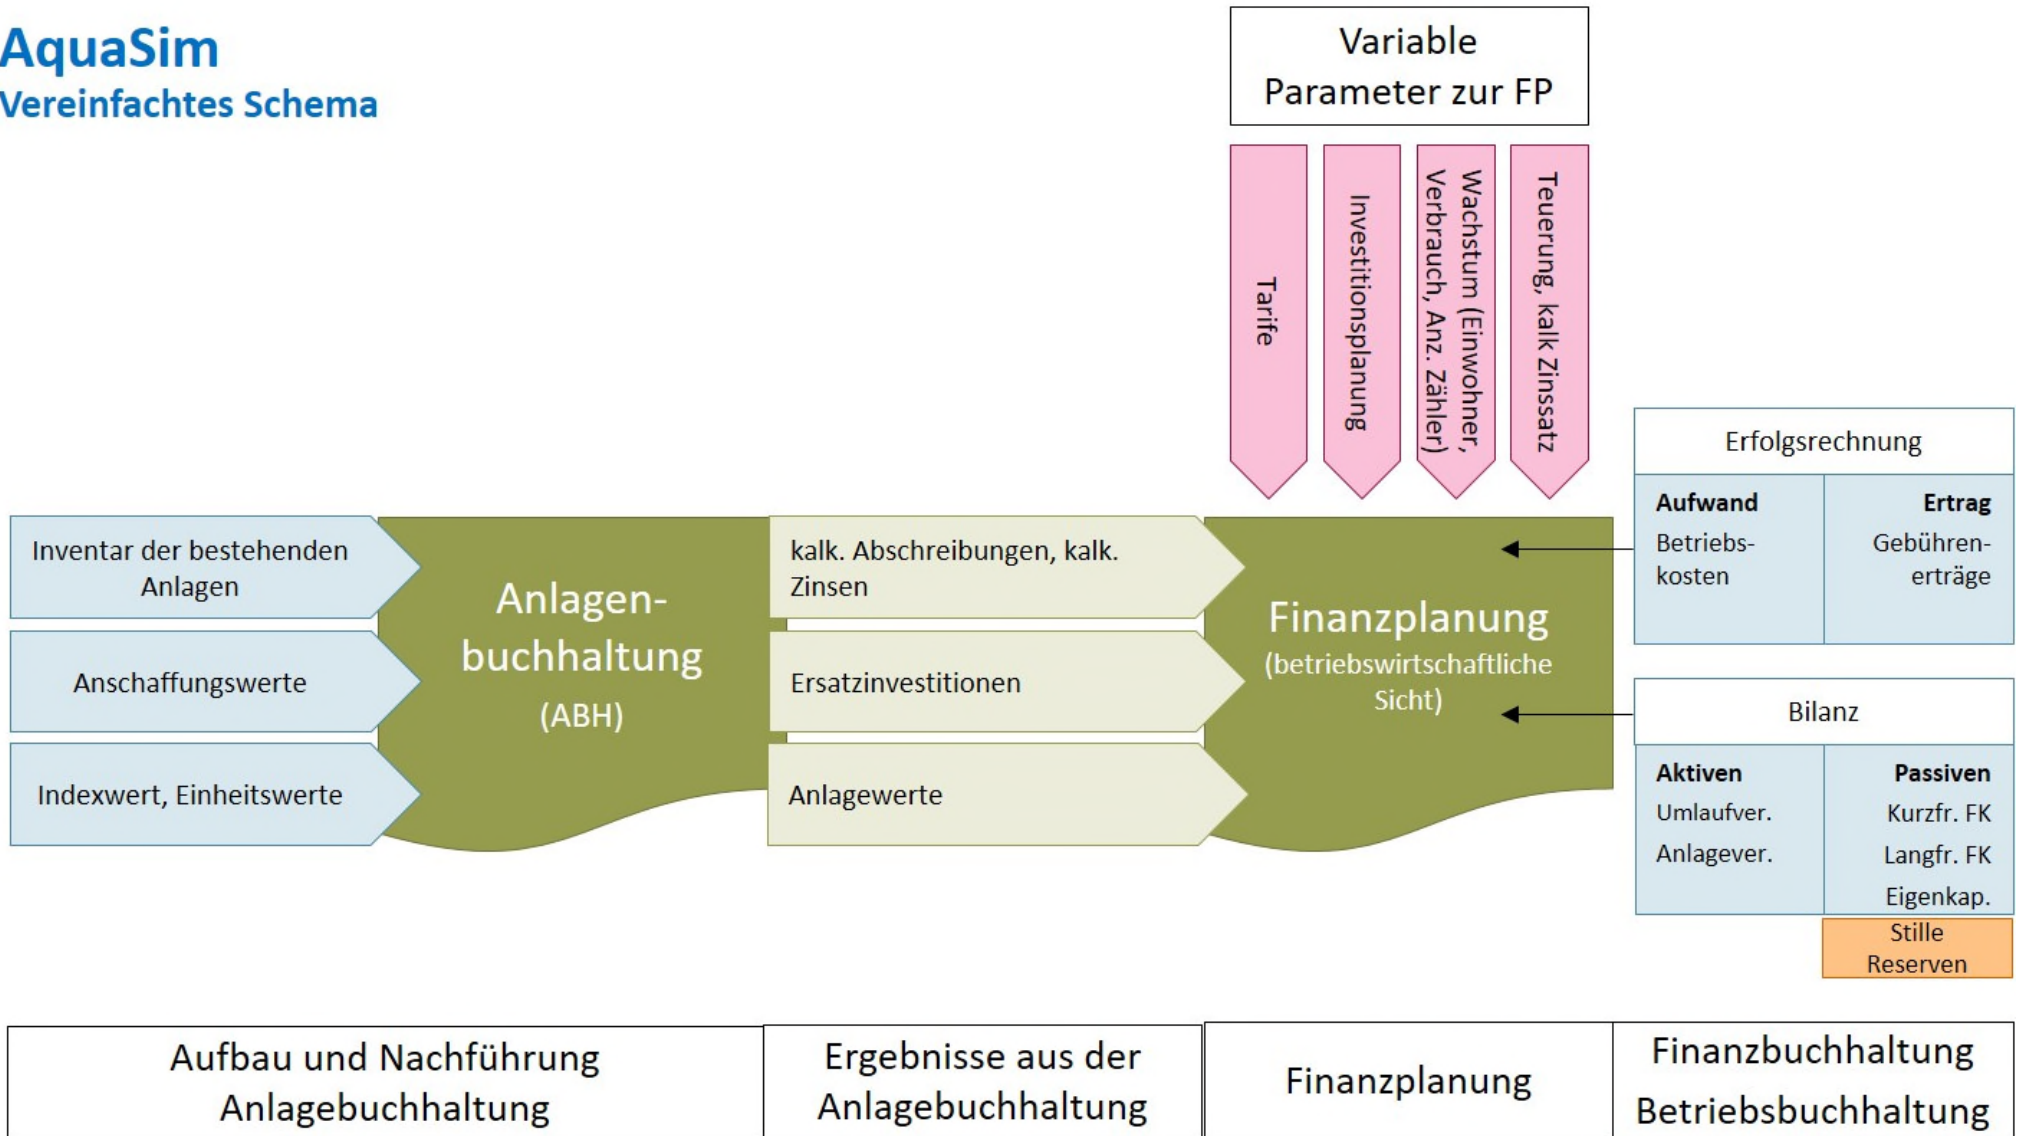 AquaSim
Vereinfachtes Schema
Variable
Parameter zur FP
Tarife
Investitionsplanung
Wachstum (Einwohner,
Verbrauch, Anz. Zähler)
Teuerung, kalk Zinssatz
Inventar der bestehenden
Anlagen
Anschaffungswerte
Indexwert, Einheitswerte
Anlagen-
buchhaltung
(ABH)
kalk. Abschreibungen, kalk.
Zinsen
Ersatzinvestitionen
Anlagewerte
Finanzplanung
(betriebswirtschaftliche
Sicht)
Erfolgsrechnung
Aufwand
Betriebs-
kosten
Ertrag
Gebühren-
erträge
Bilanz
Aktiven
Umlaufver.
Anlagever.
Passiven
Kurzfr. FK
Langfr. FK
Eigenkap.
Stille
Reserven
Aufbau und Nachführung
Anlagebuchhaltung
Ergebnisse aus der
Anlagebuchhaltung
Finanzplanung
Finanzbuchhaltung
Betriebsbuchhaltung